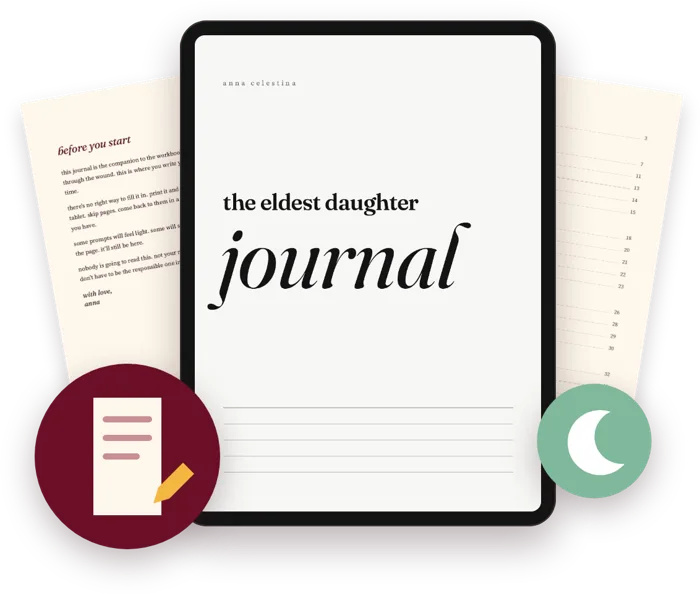 anna celestina
the eldest daughter
journal
before you start
this journal is the companion to the
through the wound. this is where you write
time.
there's no right way to fill it in. print it
tablet. skip pages. come back to them in a
you have.
some prompts will feel light. some will
the page. it'll still be here.
nobody is going to read this. not your
don't have to be the responsible one
with love,
anna
3
7
11
13
14
15
18
20
21
22
23
26
28
29
30
32